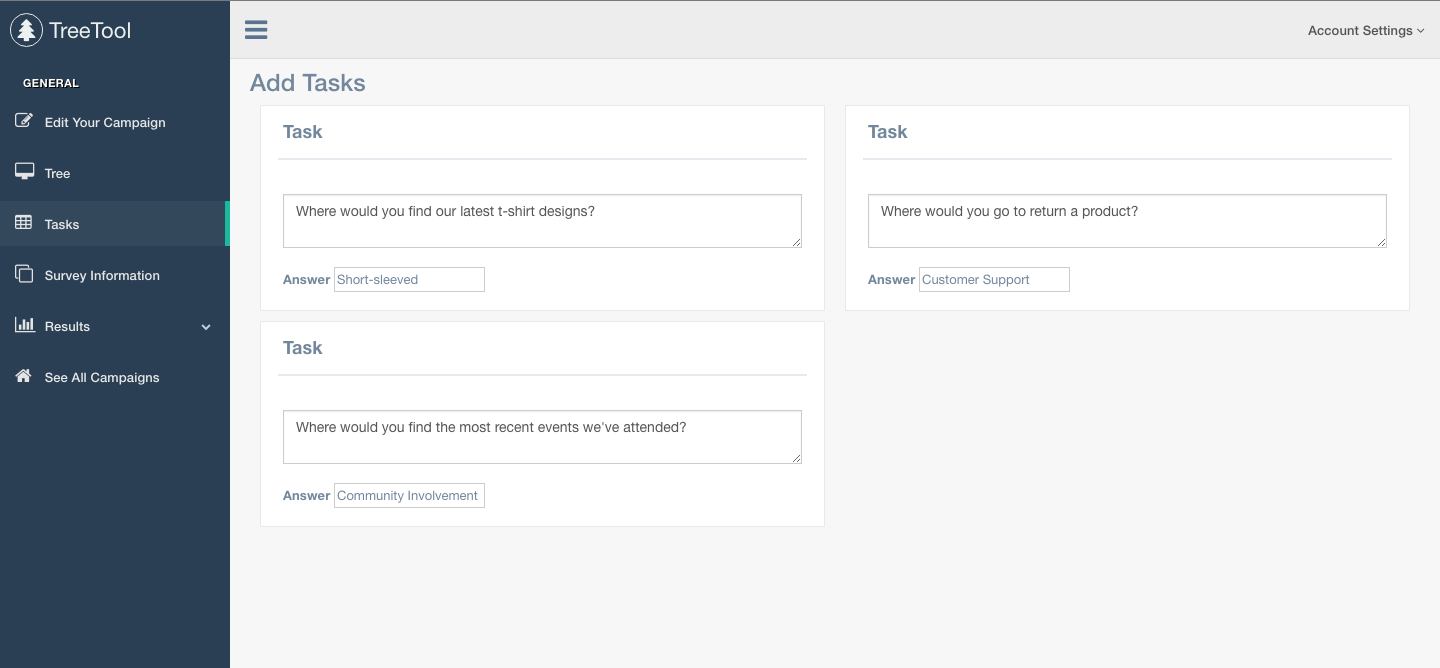 TreeTool
Account Settings
GENERAL
Edit Your Campaign
Tree
Tasks
Survey Information
Results
See All Campaigns
Add Tasks
Task
Where would you find our latest t-shirt designs?
Answer Short-sleeved
Task
Where would you go to return a product?
Answer Customer Support
Task
Where would you find the most recent events we've attended?
Answer Community Involvement